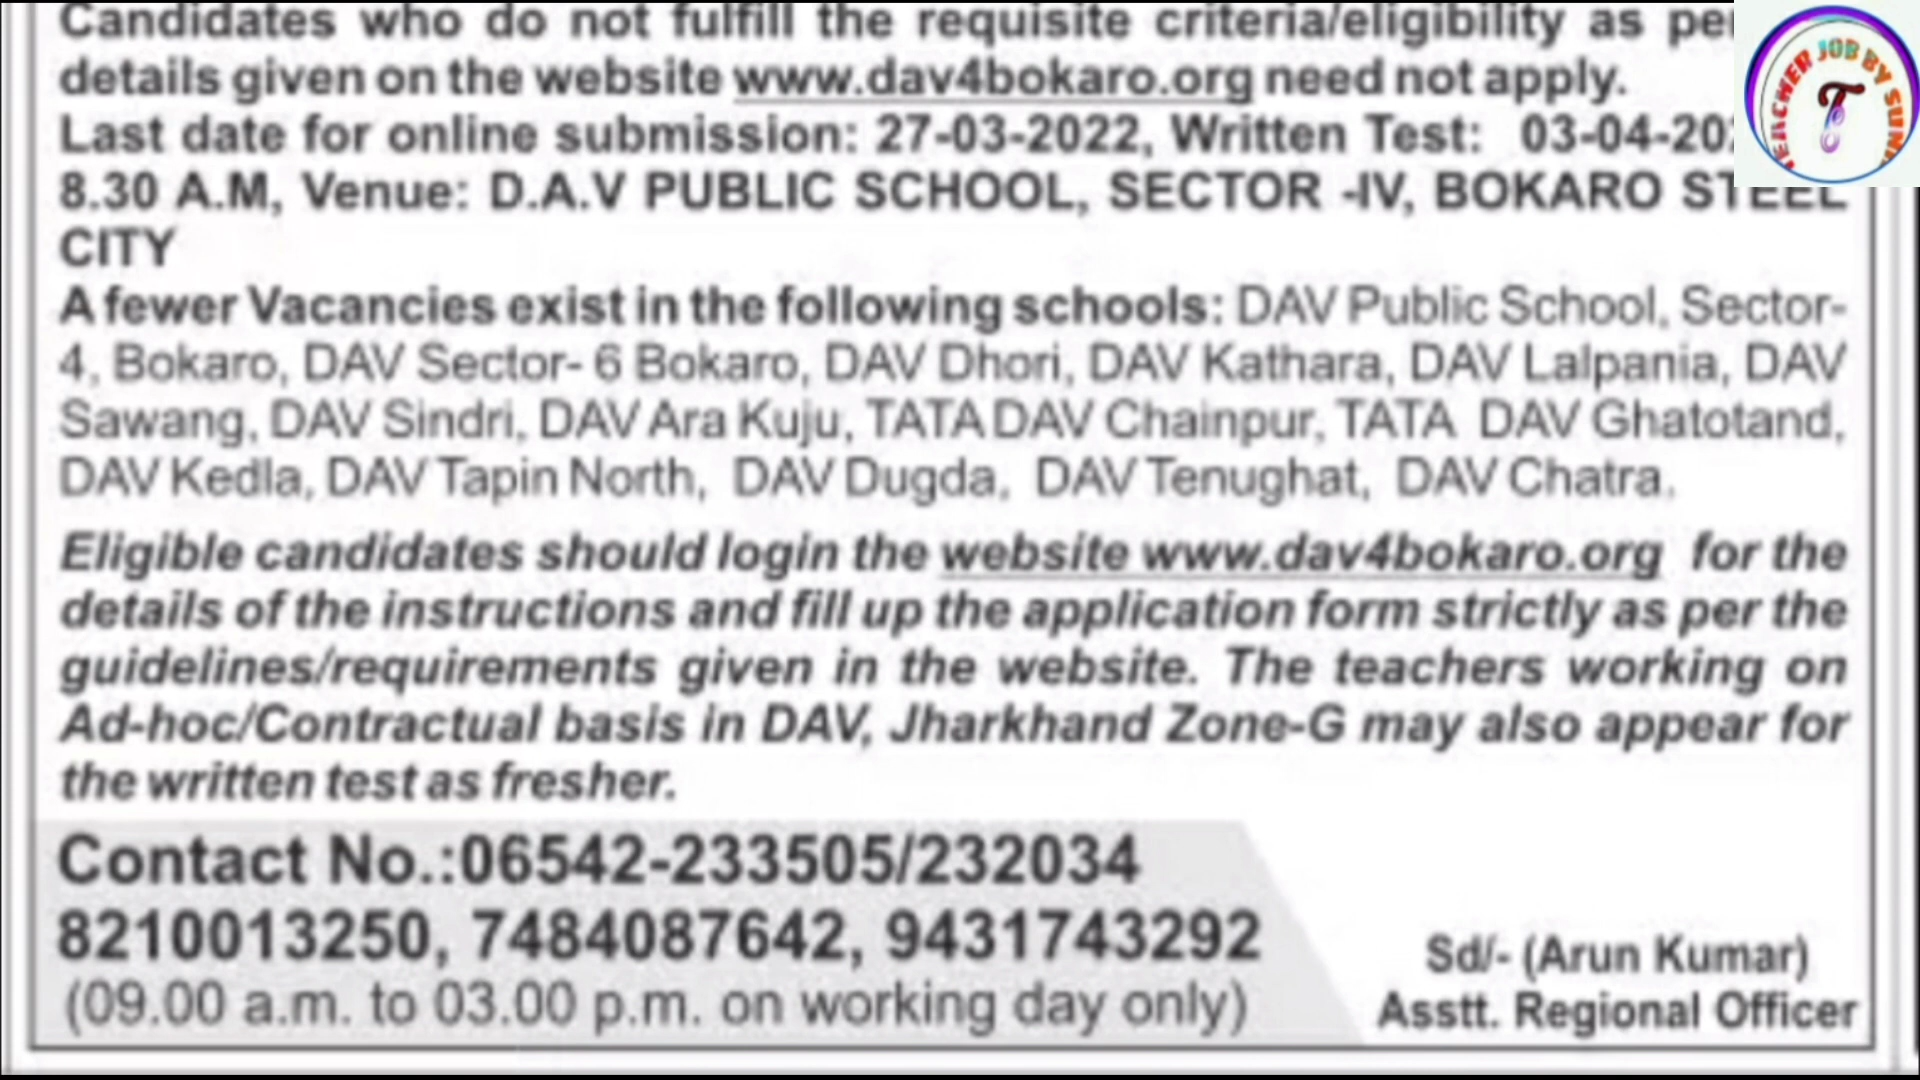 Candidates who do not fulfill the requisite criteria/eligibility as per
details given on the website www.dav4bokaro.org need not apply.
Last date for online submission: 27-03-2022, Written Test: 03-04-20
8.30 A.M, Venue: D.A.V PUBLIC SCHOOL, SECTOR -IV, BOKARO STEEL
CITY
A fewer Vacancies exist in the following schools: DAV Public School, Sector-
4, Bokaro, DAV Sector- 6 Bokaro, DAV Dhori, DAV Kathara, DAV Lalpania, DAV
Sawang, DAV Sindri, DAV Ara Kuju, TATA DAV Chainpur, TATA DAV Ghatotand,
DAV Kedla, DAV Tapin North, DAV Dugda, DAV Tenughat, DAV Chatra.
Eligible candidates should login the website www.dav4bokaro.org for the
details of the instructions and fill up the application form strictly as per the
guidelines/requirements given in the website. The teachers working on
Ad-hoc/Contractual basis in DAV, Jharkhand Zone-G may also appear for
the written test as fresher.
Contact No.:06542-233505/232034
8210013250, 7484087642, 9431743292
(09.00 a.m. to 03.00 p.m. on working day only)
Sd/- (Arun Kumar)
Asstt. Regional Officer
TEACHER JOB BY
T